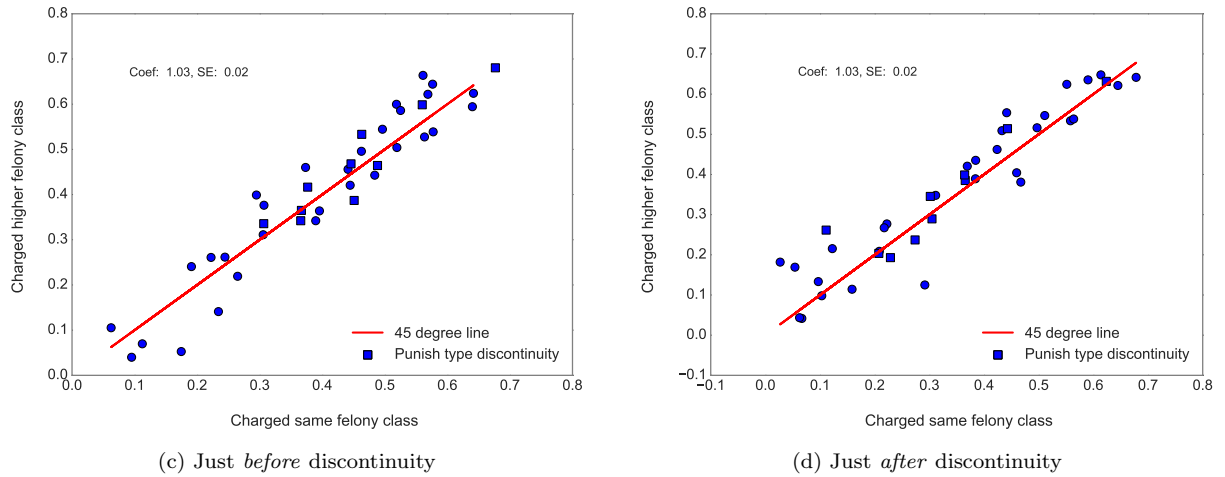 0.8
0.7
0.6
0.5
0.4
0.3
0.2
0.1
0.0
Charged higher felony class
Coef: 1.03, SE: 0.02
45 degree line
Punish type discontinuity
0.0 0.1 0.2 0.3 0.4 0.5 0.6 0.7 0.8
Charged same felony class
(c) Just before discontinuity
0.8
0.7
0.6
0.5
0.4
0.3
0.2
0.1
0.0
−0.1
Charged higher felony class
Coef: 1.03, SE: 0.02
45 degree line
Punish type discontinuity
−0.1 0.0 0.1 0.2 0.3 0.4 0.5 0.6 0.7 0.8
Charged same felony class
(d) Just after discontinuity